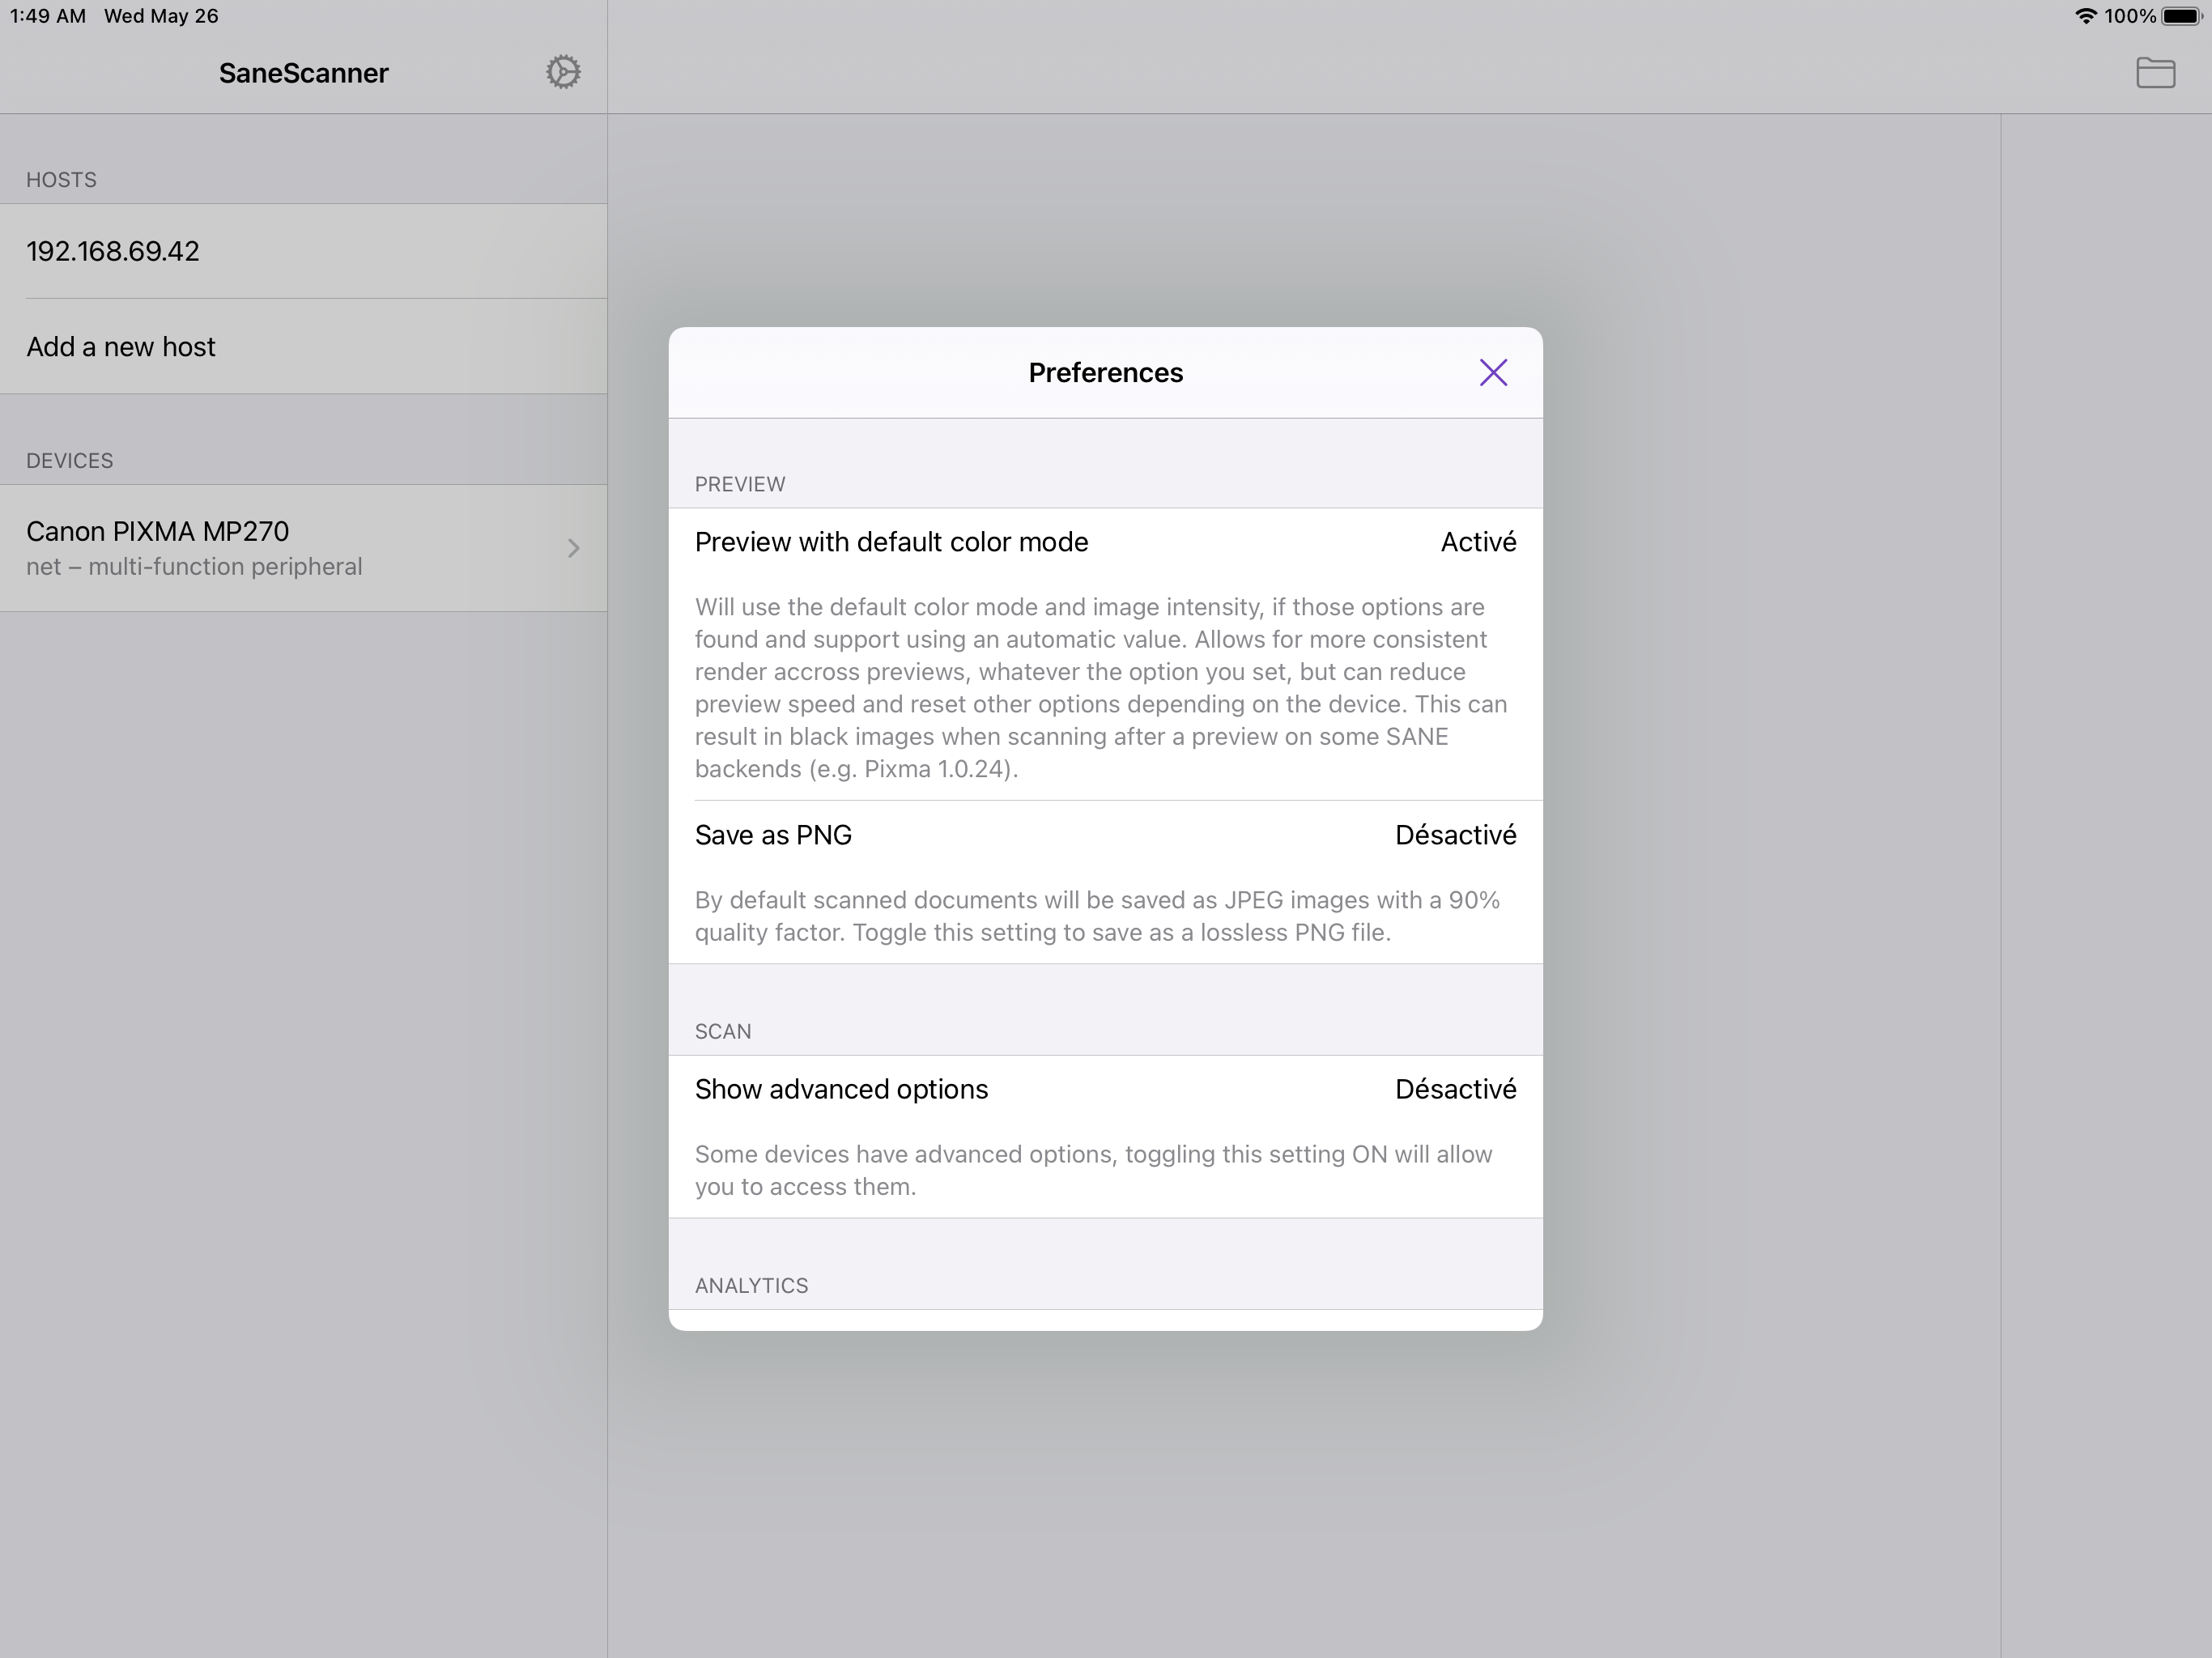 1:49 AM Wed May 26
100%
SaneScanner
HOSTS
192.168.69.42
Add a new host
DEVICES
Canon PIXMA MP270
net – multi-function peripheral
Preferences
PREVIEW
Preview with default color mode Activé
Will use the default color mode and image intensity, if those options are
found and support using an automatic value. Allows for more consistent
render accross previews, whatever the option you set, but can reduce
preview speed and reset other options depending on the device. This can
result in black images when scanning after a preview on some SANE
backends (e.g. Pixma 1.0.24).
Save as PNG Désactivé
By default scanned documents will be saved as JPEG images with a 90%
quality factor. Toggle this setting to save as a lossless PNG file.
SCAN
Show advanced options Désactivé
Some devices have advanced options, toggling this setting ON will allow
you to access them.
ANALYTICS